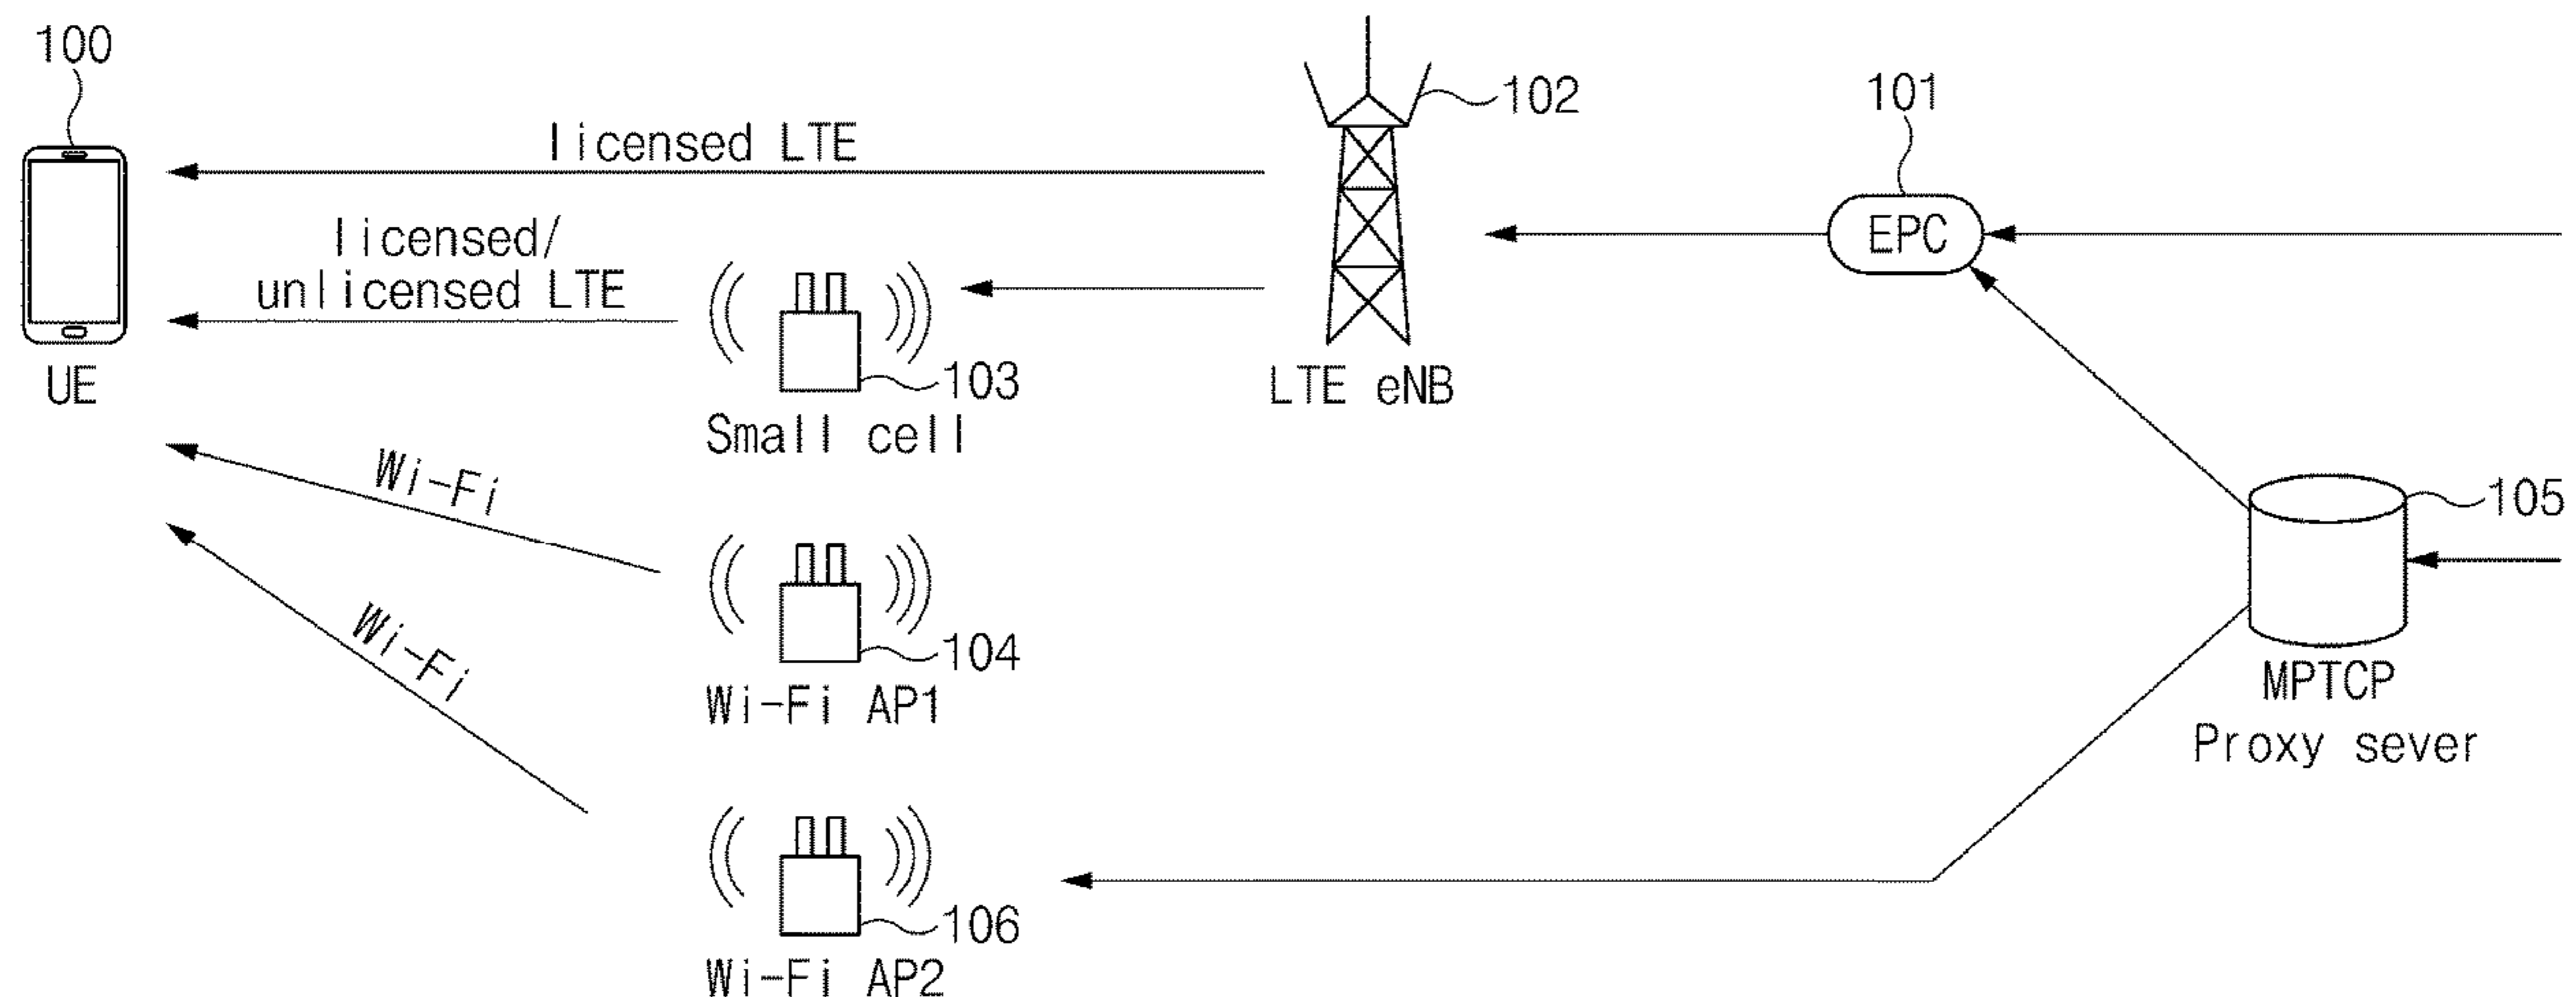 100
licensed LTE
102
101
licensed/
unlicensed LTE
EPC
UE
103
Small cell
LTE eNB
Wi-Fi
105
Wi-Fi
104
Wi-Fi AP1
MPTCP
Proxy sever
106
Wi-Fi AP2